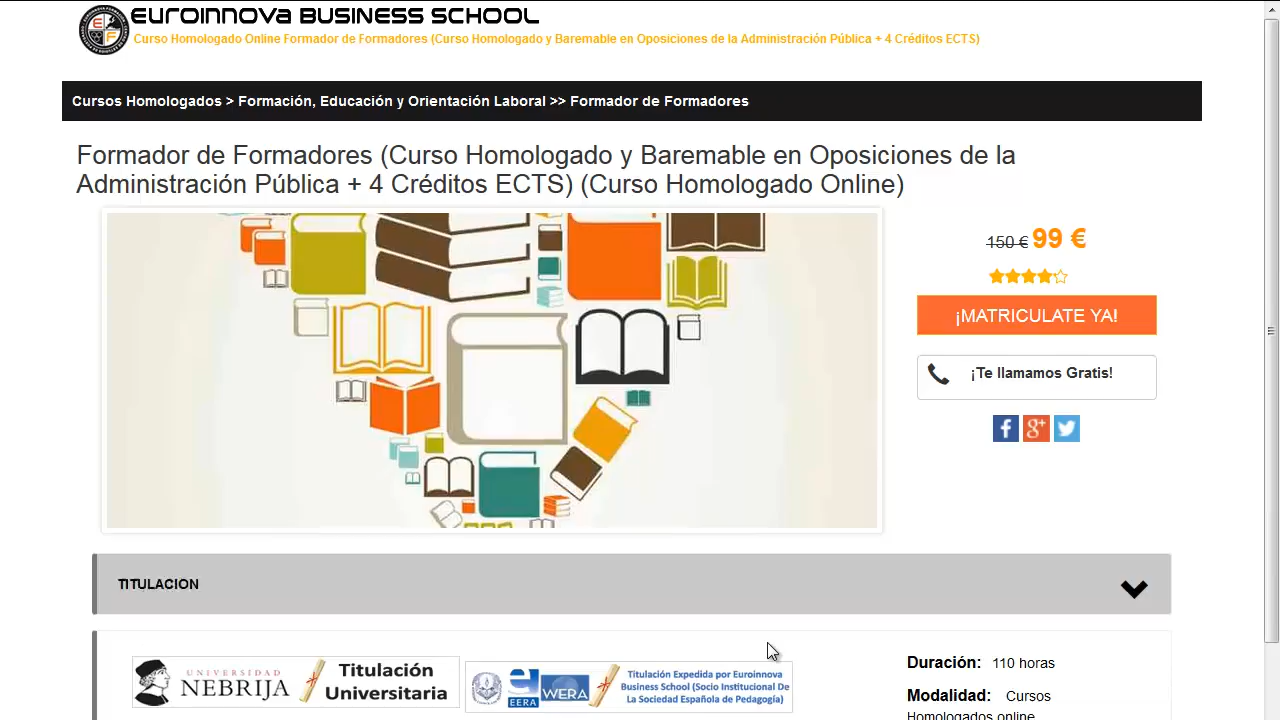 EUROINNOVA BUSINESS SCHOOL
Curso Homologado Online Formador de Formadores (Curso Homologado y Baremable en Oposiciones de la Administración Pública + 4 Créditos ECTS)
Cursos Homologados > Formación, Educación y Orientación Laboral >> Formador de Formadores
Formador de Formadores (Curso Homologado y Baremable en Oposiciones de la
Administración Pública + 4 Créditos ECTS) (Curso Homologado Online)
150 € 99 €
¡MATRICULATE YA!
¡Te llamamos Gratis!
TITULACION
UNIVERSIDAD
NEBRIJA
Titulación
Universitaria
EERA
WERA
Titulación Expedida por Euroinnova
Business School (Socio Institucional De
La Sociedad Española de Pedagogía)
Duración: 110 horas
Modalidad: Cursos
Homologados online